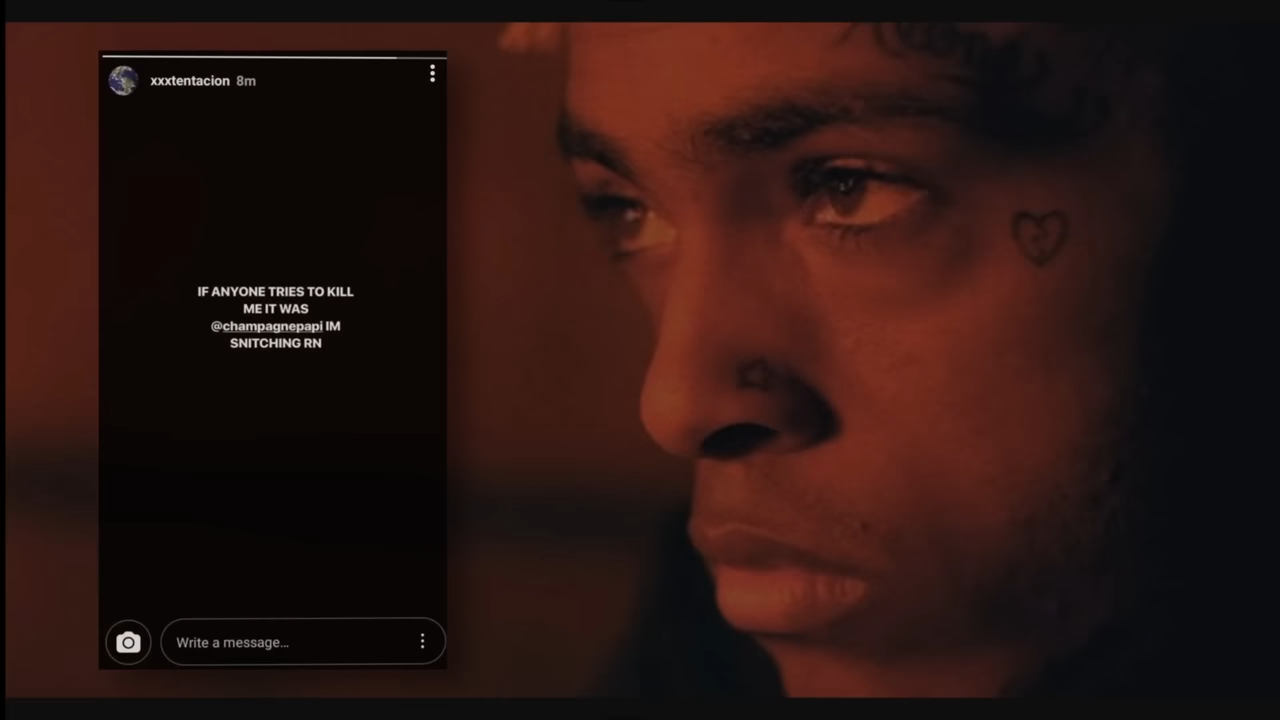 xxxtentacion 8m
IF ANYONE TRIES TO KILL
ME IT WAS
@champagnepapi IM
SNITCHING RN
Write a message...